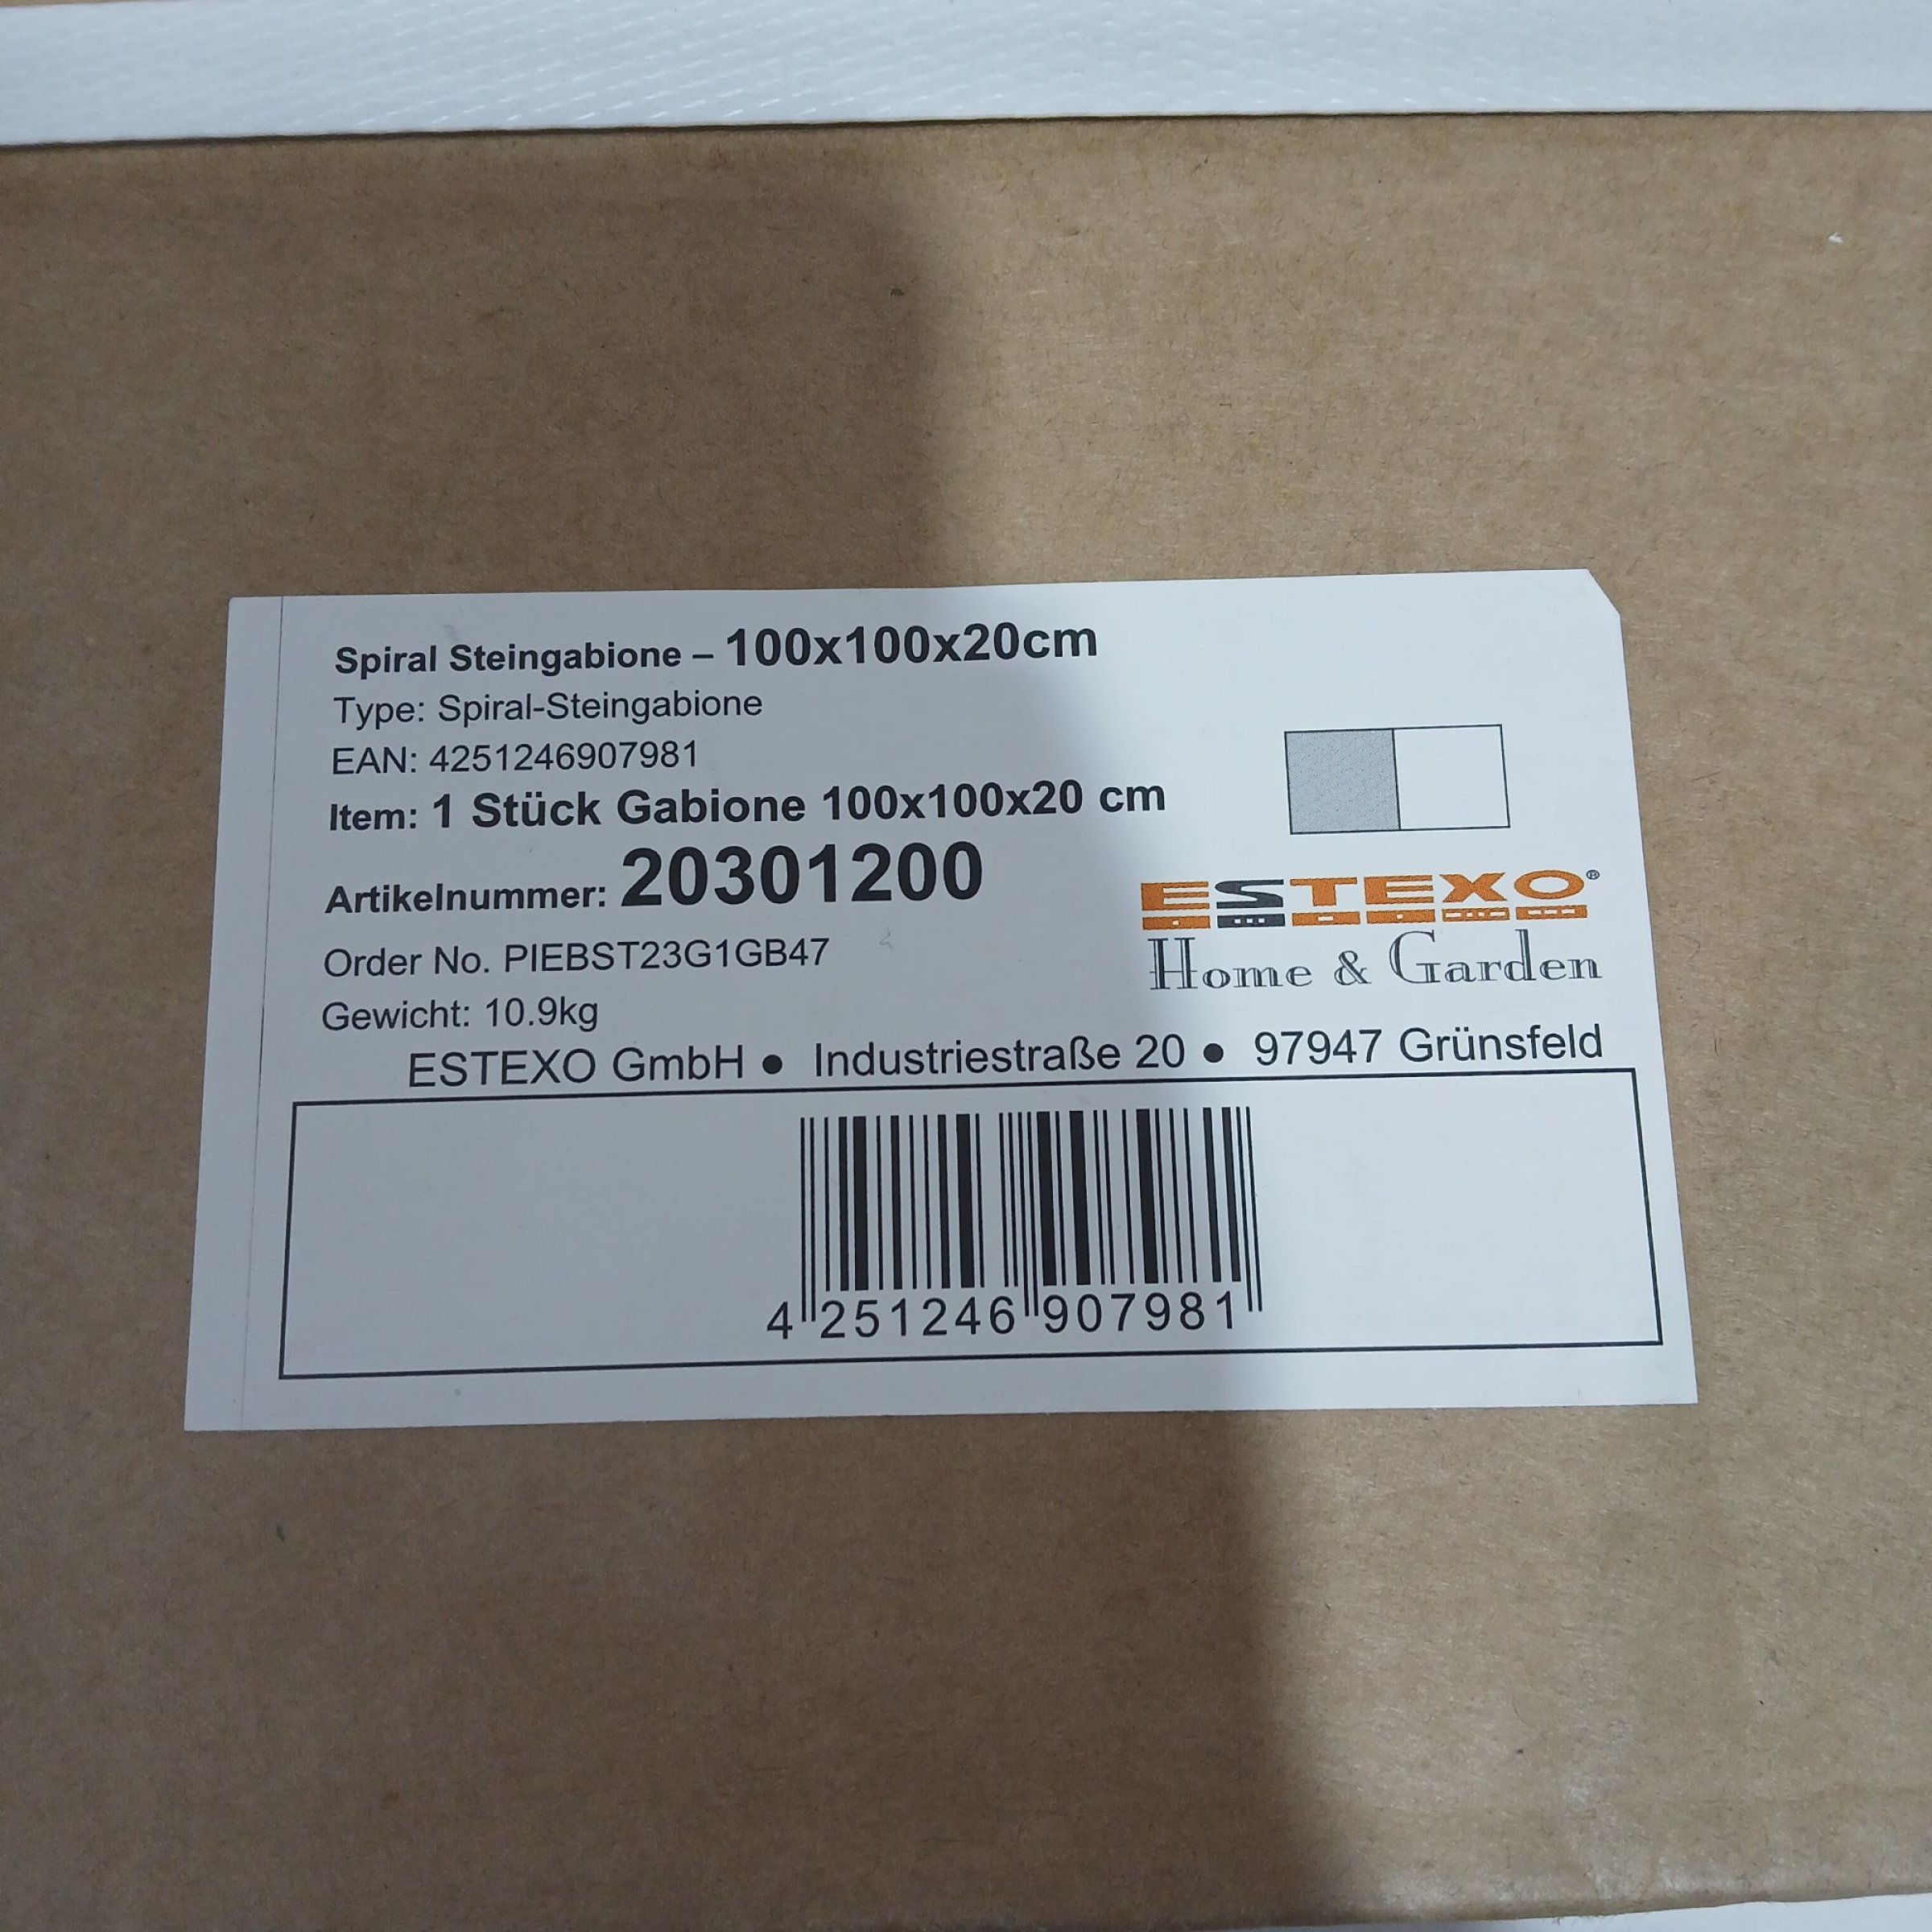 Spiral Steingabione – 100x100x20cm
Type: Spiral-Steingabione
EAN: 4251246907981
Item: 1 Stück Gabione 100x100x20 cm
Artikelnummer: 20301200
Order No. PIEBST23G1GB47
Gewicht: 10.9kg
ESTEXO®
Home & Garden
ESTEXO GmbH ● Industriestraße 20 ● 97947 Grünsfeld
4 251246 907981